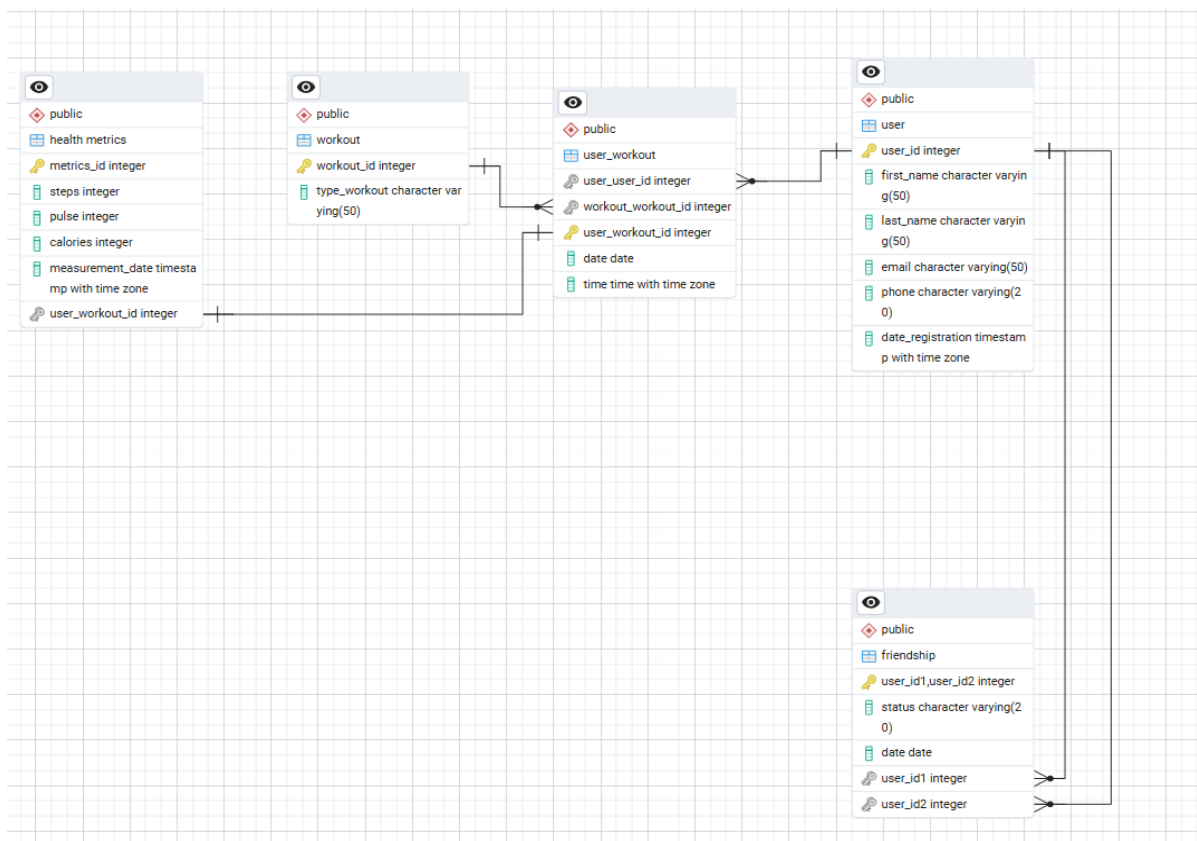 public
health metrics
metrics_id integer
steps integer
pulse integer
calories integer
measurement_date timesta
mp with time zone
user_workout_id integer
public
workout
workout_id integer
type_workout character var
ying(50)
public
user_workout
user_user_id integer
workout_workout_id integer
user_workout_id integer
date date
time time with time zone
public
user
user_id integer
first_name character varyin
g(50)
last_name character varyin
g(50)
email character varying(50)
phone character varying(2
0)
date_registration timestam
p with time zone
public
friendship
user_id1,user_id2 integer
status character varying(2
0)
date date
user_id1 integer
user_id2 integer